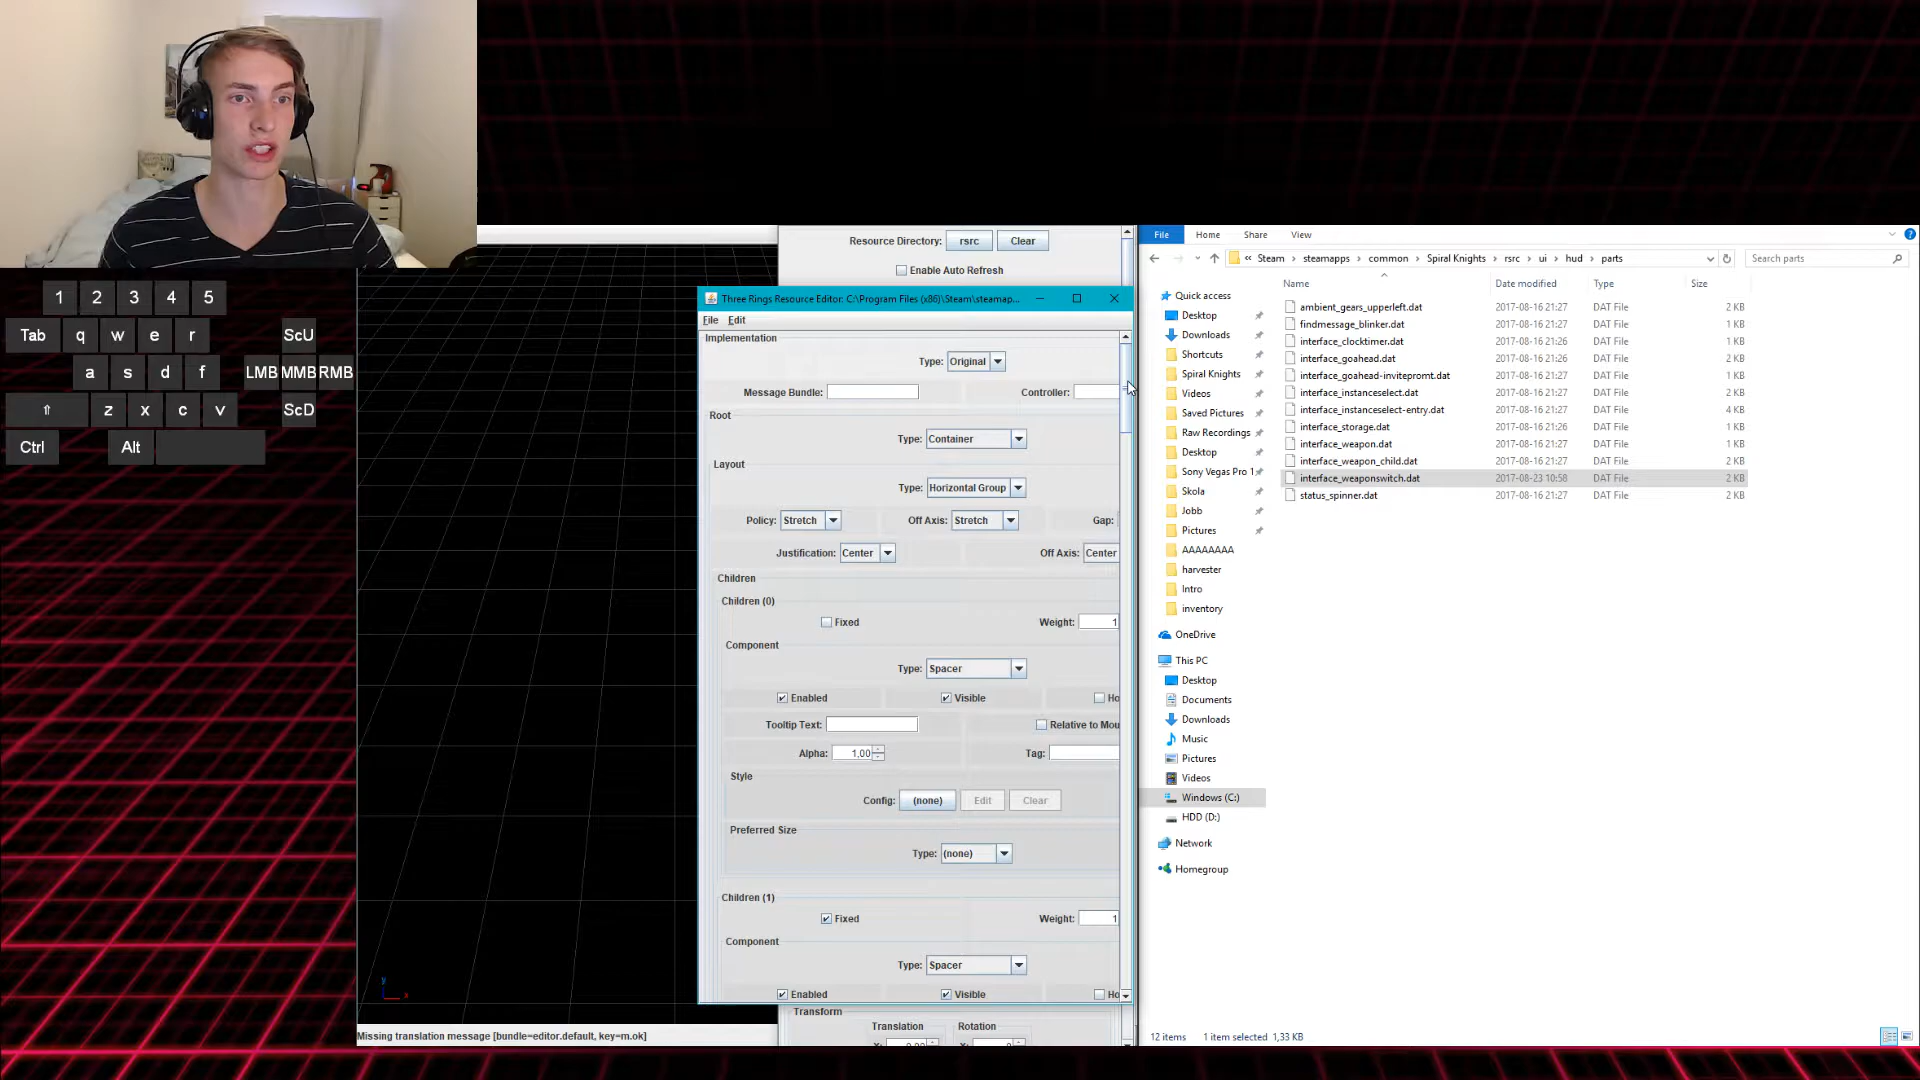 1 2 3 4 5
Tab q w e r ScU
a s d f LMB MMB RMB
⇧ z x c v ScD
Ctrl Alt
Resource Directory: rsrc Clear
Enable Auto Refresh
Three Rings Resource Editor: C:\Program Files (x86)\Steam\steamap...
File Edit
Implementation
Type: Original
Message Bundle: Controller:
Root
Type: Container
Layout
Type: Horizontal Group
Policy: Stretch Off Axis: Stretch Gap:
Justification: Center Off Axis: Center
Children
Children (0)
Fixed Weight: 1
Component
Type: Spacer
Enabled Visible Ho
Tooltip Text: Relative to Mou
Alpha: 1,00 Tag:
Style
Config: (none) Edit Clear
Preferred Size
Type: (none)
Children (1)
Fixed Weight: 1
Component
Type: Spacer
Enabled Visible Ho
Transform
Translation Rotation
y
x
Missing translation message [bundle=editor.default, key=m.ok]
File Home Share View
« Steam › steamapps › common › Spiral Knights › rsrc › ui › hud › parts
Search parts
Quick access
Desktop
Downloads
Shortcuts
Spiral Knights
Videos
Saved Pictures
Raw Recordings
Desktop
Sony Vegas Pro 1
Skola
Jobb
Pictures
AAAAAAAA
harvester
Intro
inventory
OneDrive
This PC
Desktop
Documents
Downloads
Music
Pictures
Videos
Windows (C:)
HDD (D:)
Network
Homegroup
Name Date modified Type Size
ambient_gears_upperleft.dat 2017-08-16 21:27 DAT File 2 KB
findmessage_blinker.dat 2017-08-16 21:27 DAT File 1 KB
interface_clocktimer.dat 2017-08-16 21:26 DAT File 1 KB
interface_goahead.dat 2017-08-16 21:26 DAT File 2 KB
interface_goahead-invitepromt.dat 2017-08-16 21:27 DAT File 1 KB
interface_instanceselect.dat 2017-08-16 21:27 DAT File 2 KB
interface_instanceselect-entry.dat 2017-08-16 21:26 DAT File 4 KB
interface_storage.dat 2017-08-16 21:26 DAT File 1 KB
interface_weapon.dat 2017-08-16 21:27 DAT File 1 KB
interface_weapon_child.dat 2017-08-16 21:27 DAT File 2 KB
interface_weaponswitch.dat 2017-08-23 10:58 DAT File 2 KB
status_spinner.dat 2017-08-16 21:27 DAT File 2 KB
12 items 1 item selected 1,33 KB